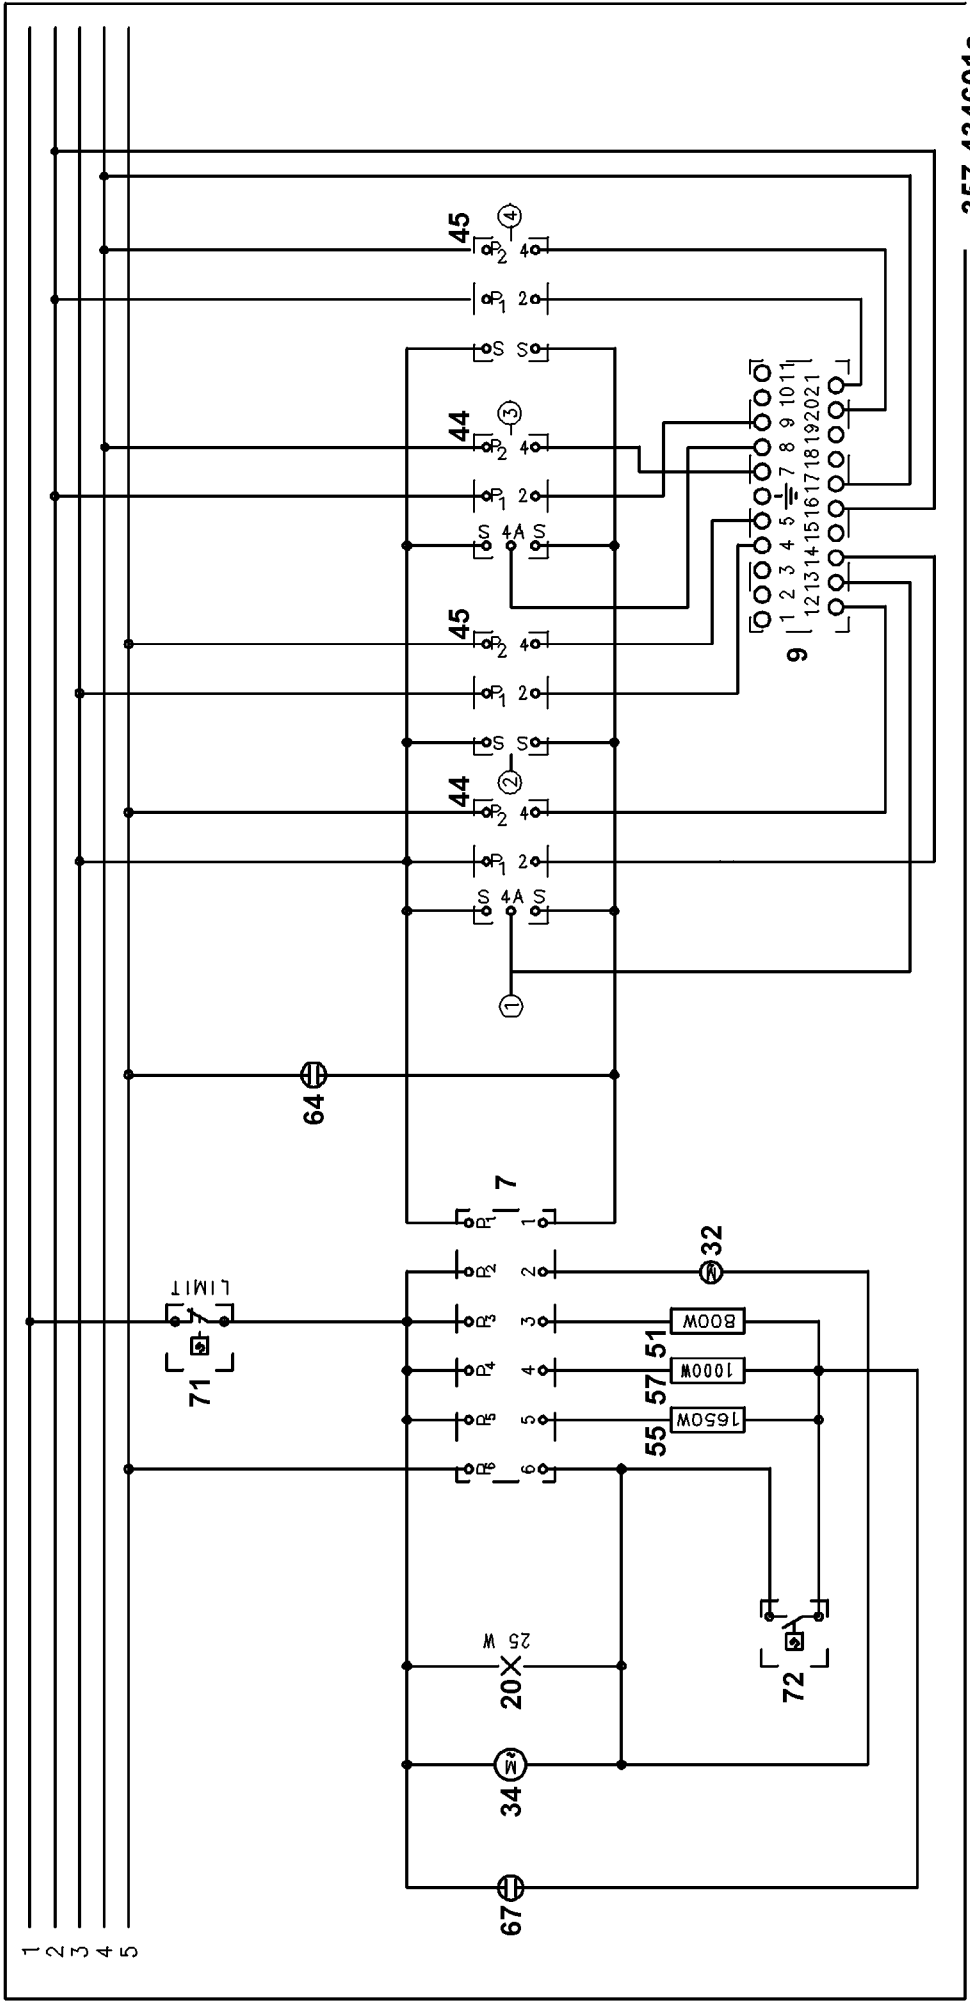 1
2
3
4
5
71 LIMIT
64
44 45 44 45
P6 P5 P4 P3 P2 P1 S P1 P2 S P1 P2 S P1 P2 S P1 P2
67 34 20 25 W 7 1 4A 2 4A 3 4
6 5 4 3 2 1 S 2 4 S 2 4 S 2 4 S 2 4
55 57 51
1650W 1000W 800W 32
M M
72 9 1 2 3 4 5 7 8 9 10 11
12 13 14 15 16 17 18 19 20 21